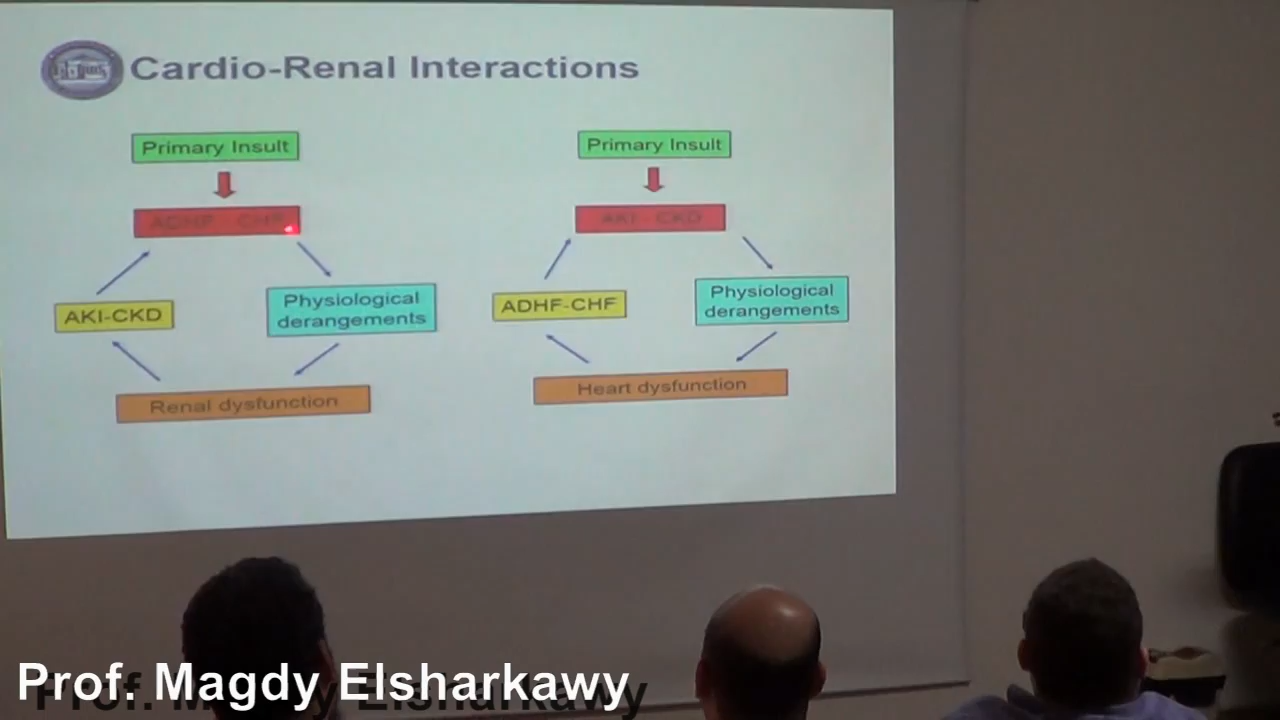 Cardio-Renal Interactions
Primary Insult
ADHF - CHF
Physiological
derangements
Renal dysfunction
AKI-CKD
Primary Insult
AKI - CKD
Physiological
derangements
Heart dysfunction
ADHF-CHF
Prof. Magdy Elsharkawy